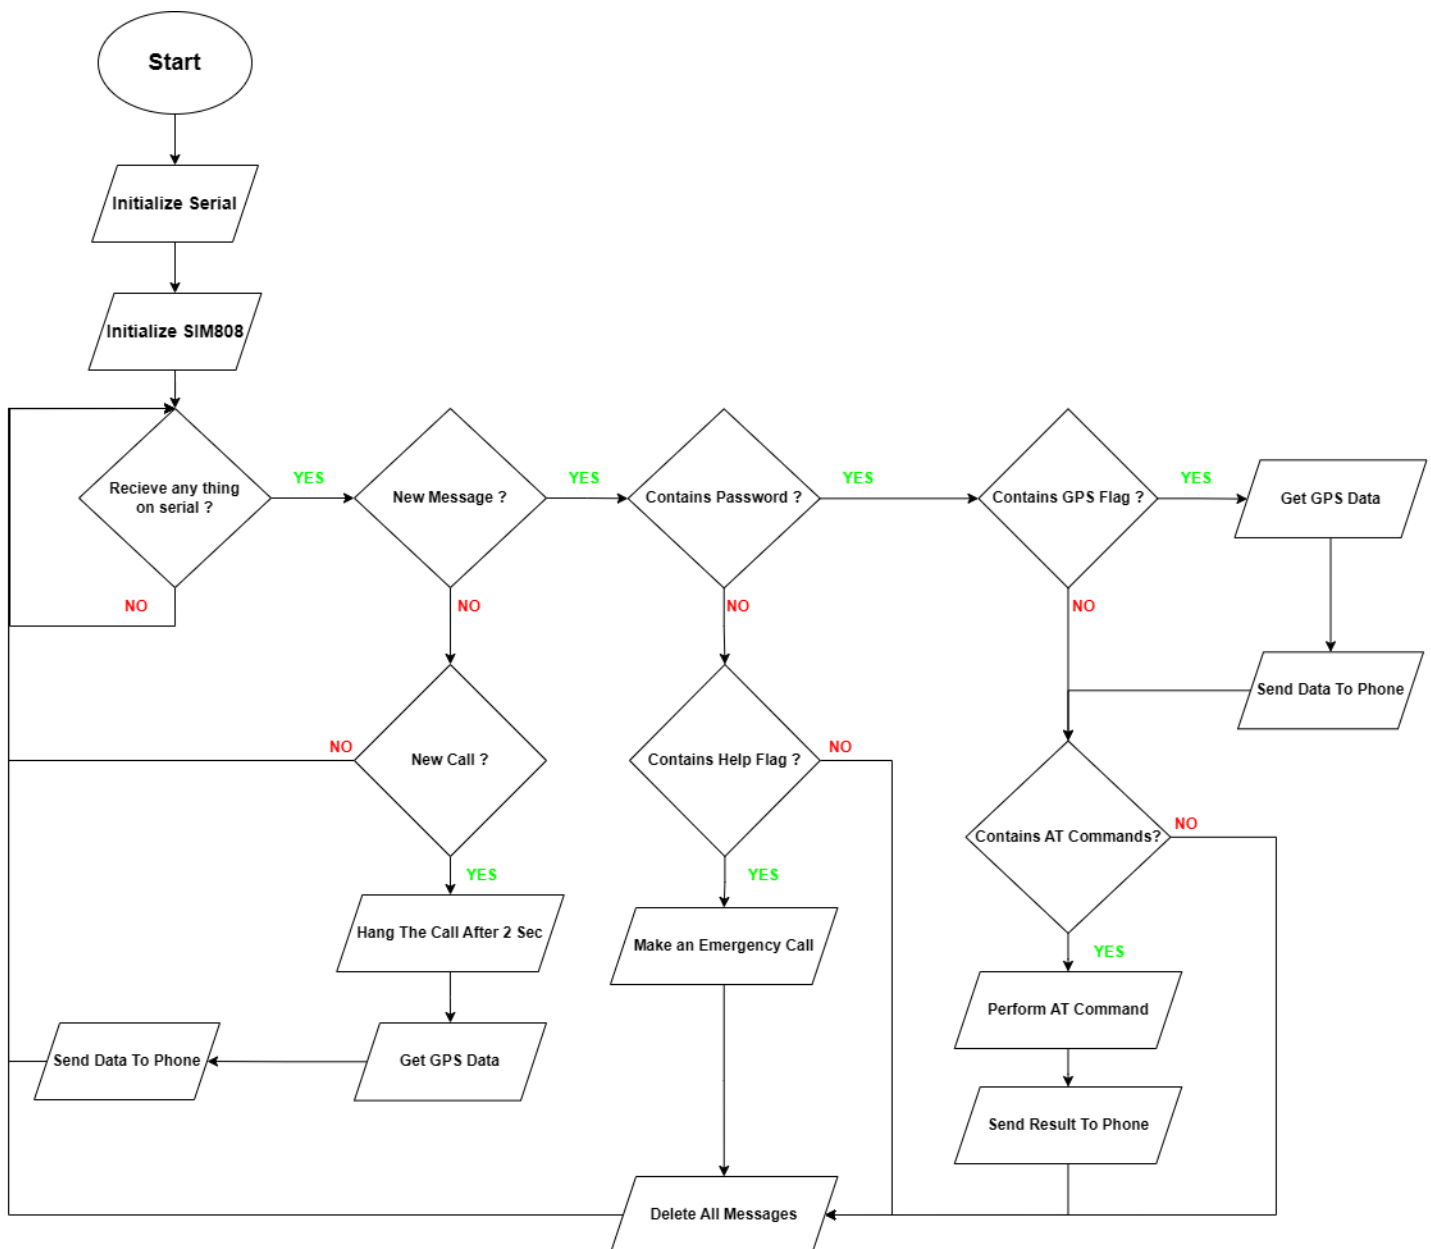 Start
Initialize Serial
Initialize SIM808
Recieve any thing
on serial ?
YES
NO
New Message ?
YES
NO
Contains Password ?
YES
NO
Contains GPS Flag ?
YES
NO
Get GPS Data
Send Data To Phone
New Call ?
NO
YES
Contains Help Flag ?
NO
YES
Contains AT Commands?
NO
YES
Hang The Call After 2 Sec
Make an Emergency Call
Perform AT Command
Send Data To Phone
Get GPS Data
Send Result To Phone
Delete All Messages